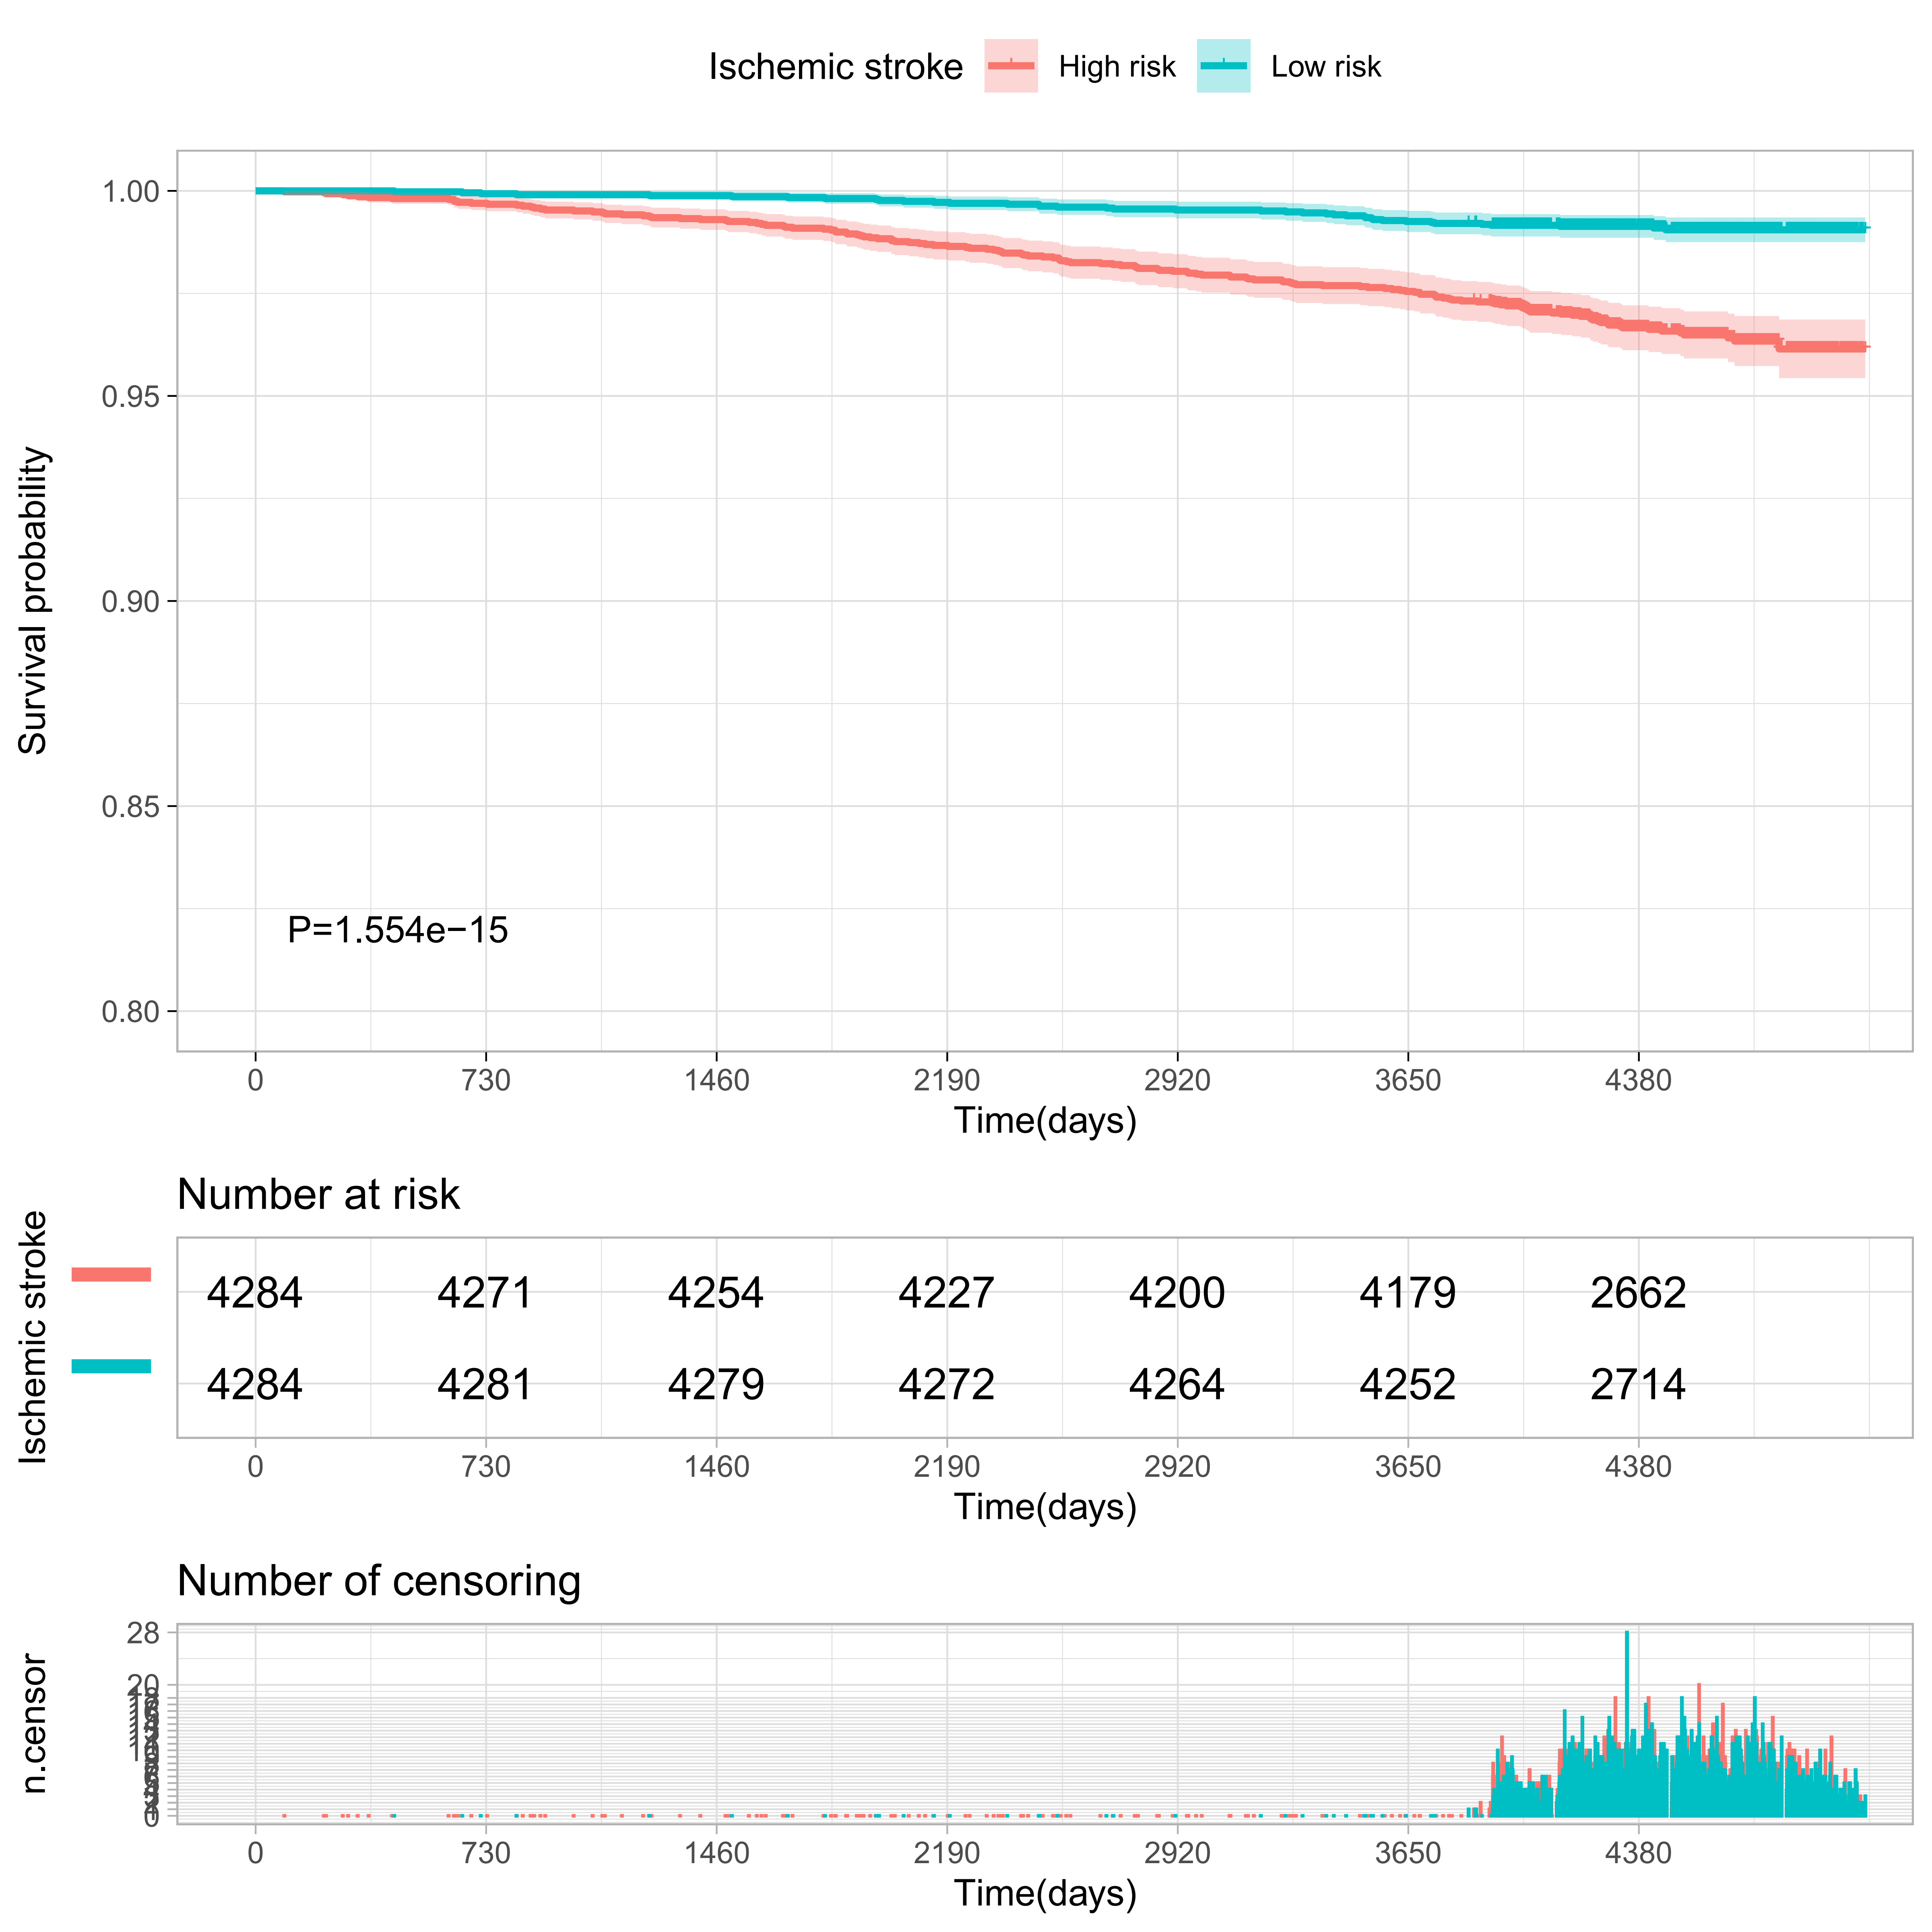 Ischemic stroke High risk Low risk
1.00
0.95
0.90
0.85
0.80
Survival probability
P=1.554e−15
0 730 1460 2190 2920 3650 4380
Time(days)
Number at risk
Ischemic stroke
4284 4271 4254 4227 4200 4179 2662
4284 4281 4279 4272 4264 4252 2714
0 730 1460 2190 2920 3650 4380
Time(days)
Number of censoring
n.censor
28
20
0
0 730 1460 2190 2920 3650 4380
Time(days)